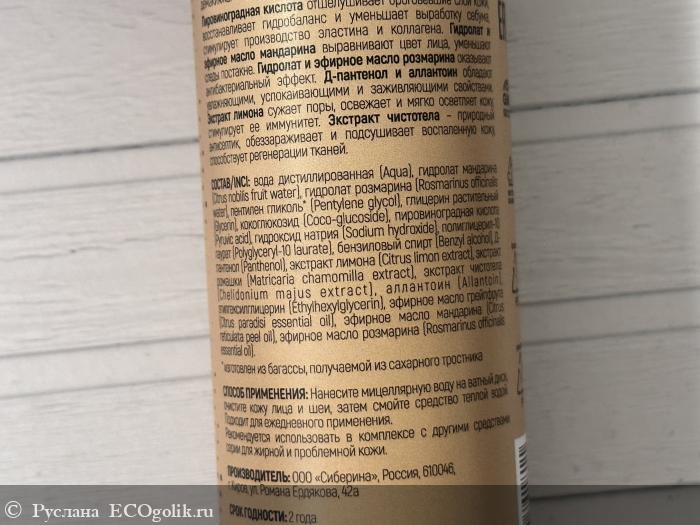 Пировиноградная кислота отшелушивает ороговевшие слои кожи,
восстанавливает гидробаланс и уменьшает выработку себума,
стимулирует производство эластина и коллагена. Гидролат и
эфирное масло мандарина выравнивают цвет лица, уменьшают
следы постакне. Гидролат и эфирное масло розмарина оказывают
антибактериальный эффект. Д-пантенол и аллантоин обладают
увлажняющими, успокаивающими и заживляющими свойствами.
Экстракт лимона сужает поры, освежает и мягко осветляет кожу,
стимулирует ее иммунитет. Экстракт чистотела - природный
антисептик, обеззараживает и подсушивает воспаленную кожу,
способствует регенерации тканей.
СОСТАВ/INCI: вода дистиллированная (Aqua), гидролат мандарина
(Citrus nobilis fruit water), гидролат розмарина (Rosmarinus officinalis
water), пентилен гликоль* (Pentylene glycol), глицерин растительный
(Glycerin), кокоглюкозид (Coco-glucoside), пировиноградная кислота
(Pyruvic acid), гидроксид натрия (Sodium hydroxide), полиглицерил-10
лаурет (Polyglyceryl-10 laurate), бензиловый спирт (Benzyl alcohol), Д-
пантенол (Panthenol), экстракт лимона (Citrus limon extract), экстракт
ромашки (Matricaria chamomilla extract), экстракт чистотела
(Chelidonium majus extract), аллантоин (Allantoin),
этилгексилглицерин (Ethylhexylglycerin), эфирное масло грейпфрута
(Citrus paradisi essential oil), эфирное масло мандарина (Citrus
reticulata peel oil), эфирное масло розмарина (Rosmarinus officinalis
essential oil).
*изготовлен из багассы, получаемой из сахарного тростника
СПОСОБ ПРИМЕНЕНИЯ: Нанесите мицеллярную воду на ватный диск,
очистите кожу лица и шеи, затем смойте средство теплой водой.
Подходит для ежедневного применения.
Рекомендуется использовать в комплексе с другими средствами
серии для жирной и проблемной кожи.
ПРОИЗВОДИТЕЛЬ: ООО «Сиберина», Россия, 610046,
г. Киров, ул. Романа Ердякова, 42а
СРОК ГОДНОСТИ: 2 года
© Руслана ECOgolik.ru